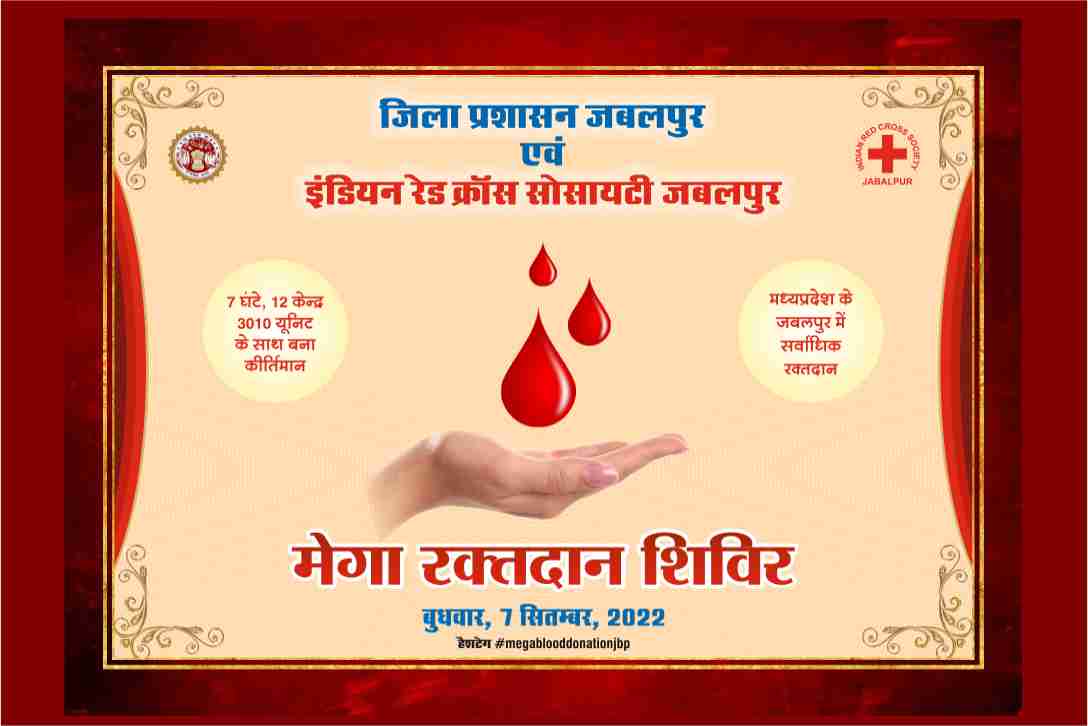 जिला प्रशासन जबलपुर
एवं
इंडियन रेड क्रॉस सोसायटी जबलपुर
INDIAN RED CROSS SOCIETY
JABALPUR
7 घंटे, 12 केन्द्र
3010 यूनिट
के साथ बना
कीर्तिमान
मध्यप्रदेश के
जबलपुर में
सर्वाधिक
रक्तदान
मेगा रक्तदान शिविर
बुधवार, 7 सितम्बर, 2022
हैशटैग #megablooddonationjbp